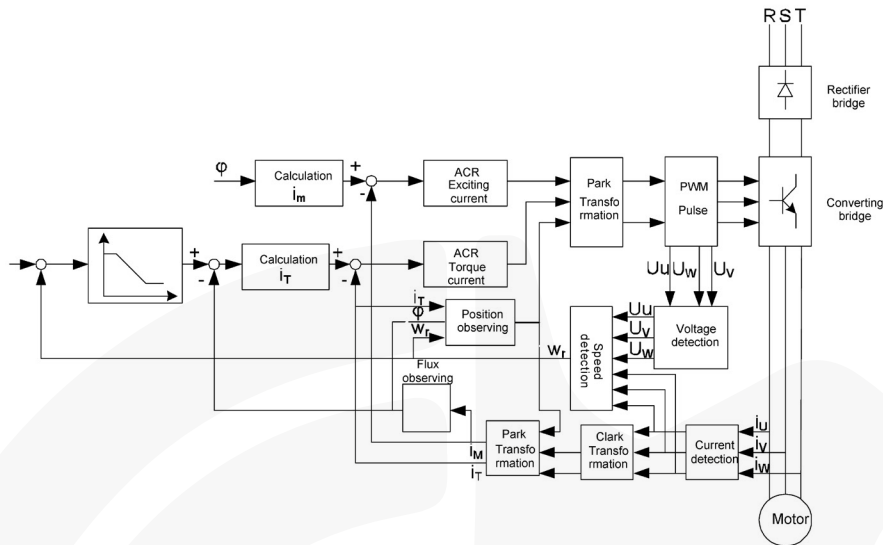 R S T
Rectifier
bridge
φ
Calculation
im
+
-
ACR
Exciting
current
Park
Transfo
rmation
PWM
Pulse
Converting
bridge
+
-
Calculation
iT
+
-
ACR
Torque
current
Uu Uw Uv
iT
φ
wr
Position
observing
wr
Speed
detection
Uu
Uv
Uw
Voltage
detection
Flux
observing
iM
iT
Park
Transfo
rmation
Clark
Transfo
rmation
Current
detection
iu
iv
iw
Motor